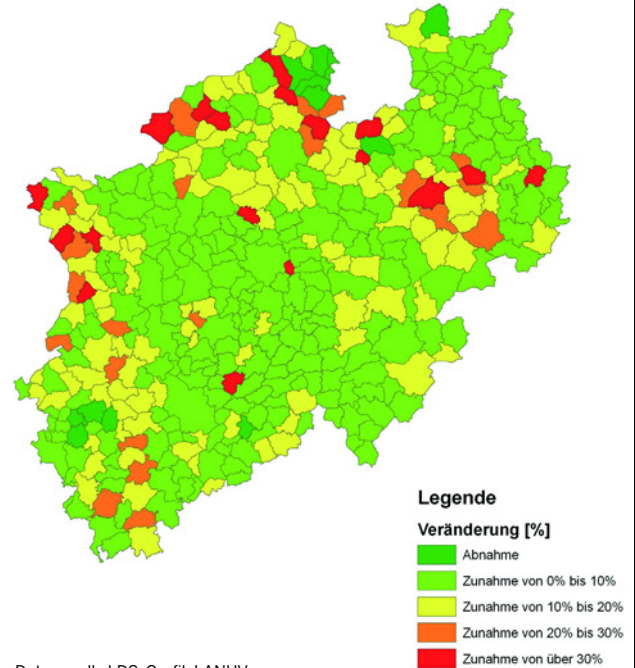 Legende
Veränderung [%]
Abnahme
Zunahme von 0% bis 10%
Zunahme von 10% bis 20%
Zunahme von 20% bis 30%
Zunahme von über 30%